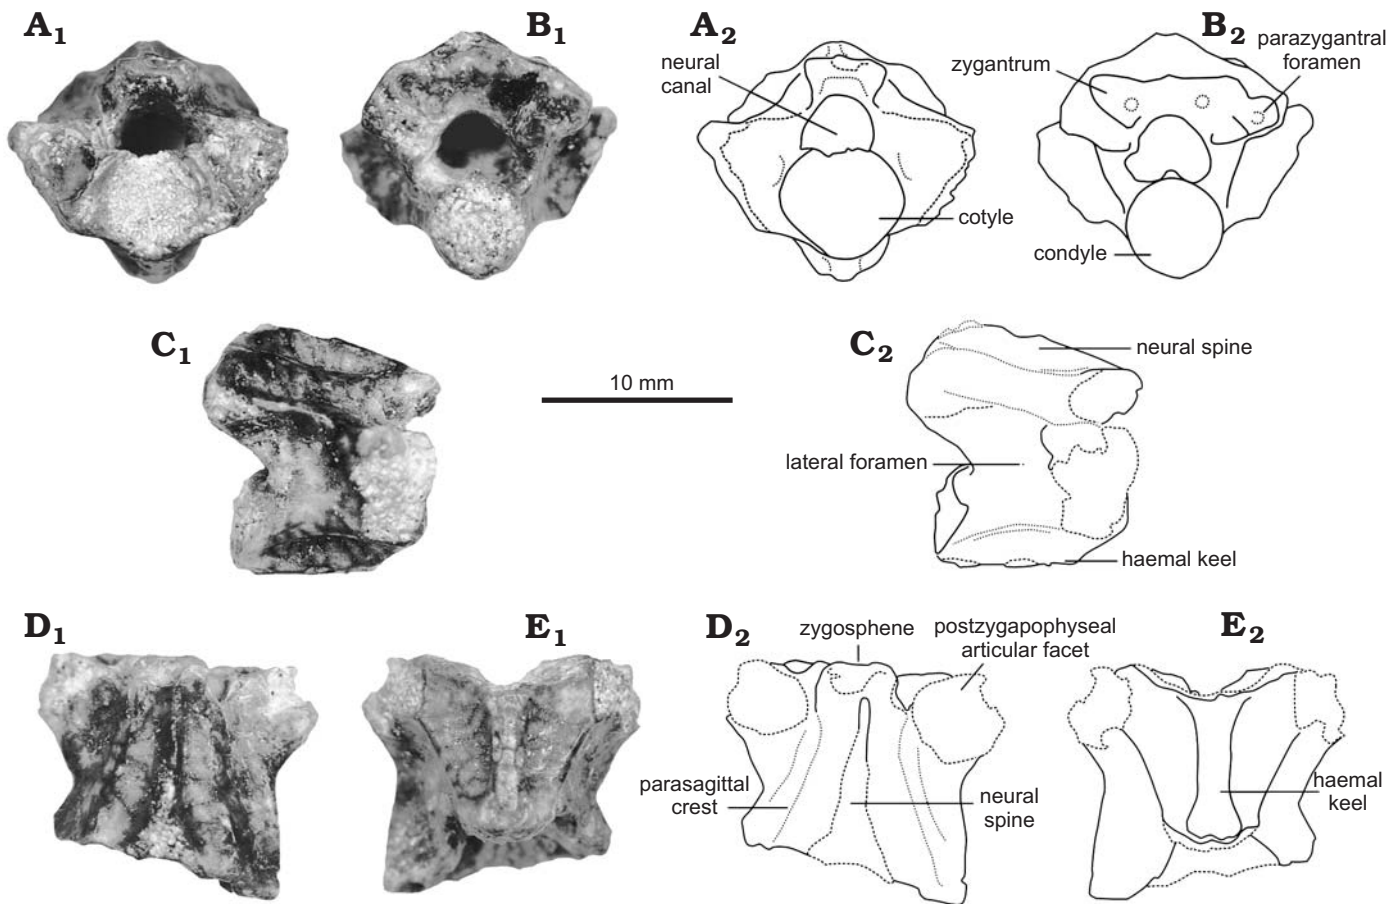 A1
B1
A2
B2
neural
canal
zygantrum
parazygantral
foramen
cotyle
condyle
C1
10 mm
C2
neural spine
lateral foramen
haemal keel
D1
E1
D2
zygosphene
postzygapophyseal
articular facet
E2
parasagittal
crest
neural
spine
haemal
keel